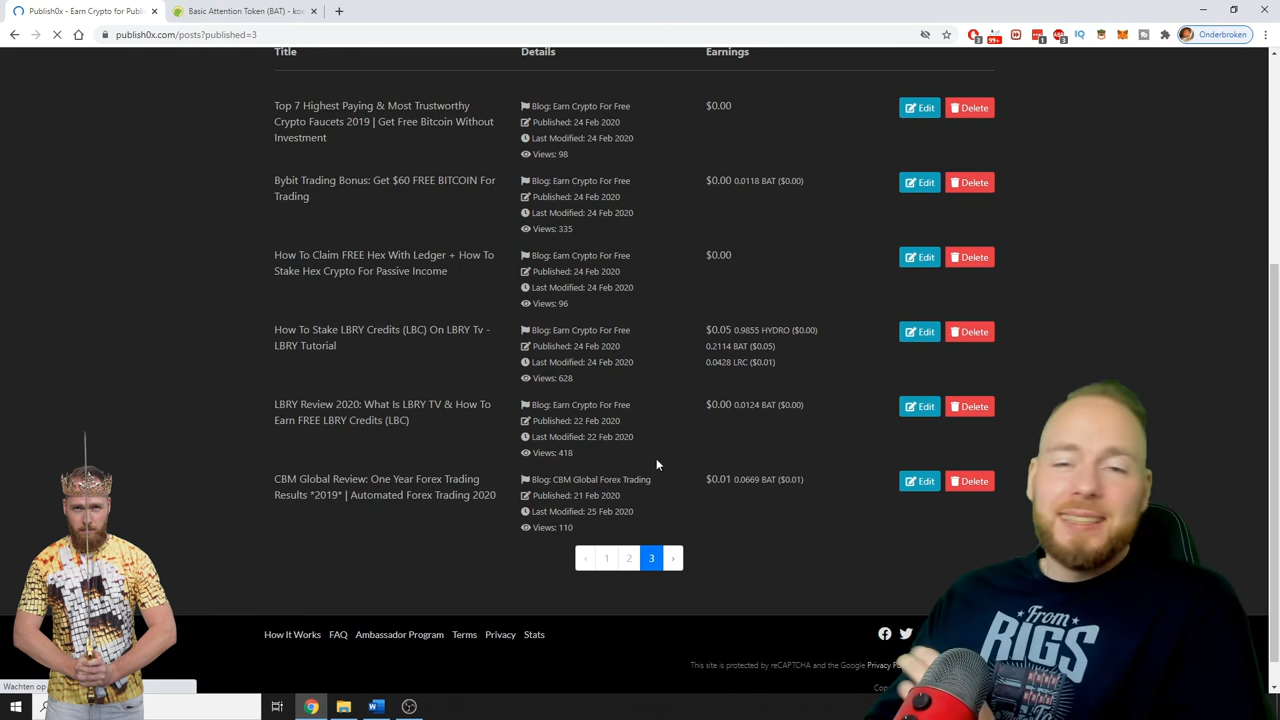 Publish0x - Earn Crypto for Publi
Basic Attention Token (BAT) - ko
publish0x.com/posts?published=3
Onderbroken
Title
Details
Earnings
Top 7 Highest Paying & Most Trustworthy
Crypto Faucets 2019 | Get Free Bitcoin Without
Investment
Blog: Earn Crypto For Free
Published: 24 Feb 2020
Last Modified: 24 Feb 2020
Views: 98
$0.00
Edit
Delete
Bybit Trading Bonus: Get $60 FREE BITCOIN For
Trading
Blog: Earn Crypto For Free
Published: 24 Feb 2020
Last Modified: 24 Feb 2020
Views: 335
$0.00 0.0118 BAT ($0.00)
Edit
Delete
How To Claim FREE Hex With Ledger + How To
Stake Hex Crypto For Passive Income
Blog: Earn Crypto For Free
Published: 24 Feb 2020
Last Modified: 24 Feb 2020
Views: 96
$0.00
Edit
Delete
How To Stake LBRY Credits (LBC) On LBRY Tv -
LBRY Tutorial
Blog: Earn Crypto For Free
Published: 24 Feb 2020
Last Modified: 24 Feb 2020
Views: 628
$0.05 0.9855 HYDRO ($0.00)
0.2114 BAT ($0.05)
0.0428 LRC ($0.01)
Edit
Delete
LBRY Review 2020: What Is LBRY TV & How To
Earn FREE LBRY Credits (LBC)
Blog: Earn Crypto For Free
Published: 22 Feb 2020
Last Modified: 22 Feb 2020
Views: 418
$0.00 0.0124 BAT ($0.00)
Edit
Delete
CBM Global Review: One Year Forex Trading
Results *2019* | Automated Forex Trading 2020
Blog: CBM Global Forex Trading
Published: 21 Feb 2020
Last Modified: 25 Feb 2020
Views: 110
$0.01 0.0669 BAT ($0.01)
Edit
Delete
‹ 1 2 3 ›
How It Works FAQ Ambassador Program Terms Privacy Stats
This site is protected by reCAPTCHA and the Google Privacy Po
Wachten op
From
RIGS